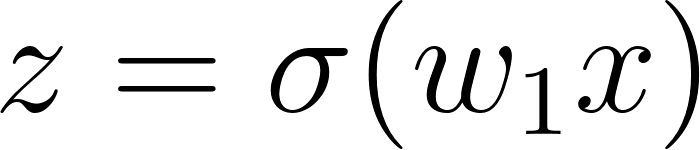 z = σ(w₁x)